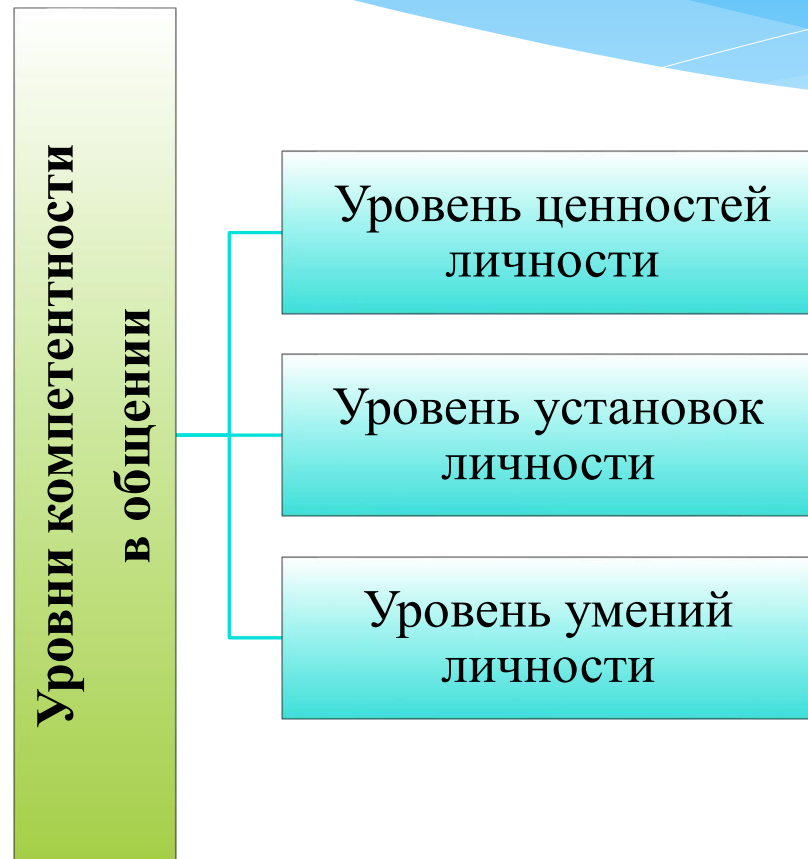 Уровни компетентности
в общении
Уровень ценностей
личности
Уровень установок
личности
Уровень умений
личности